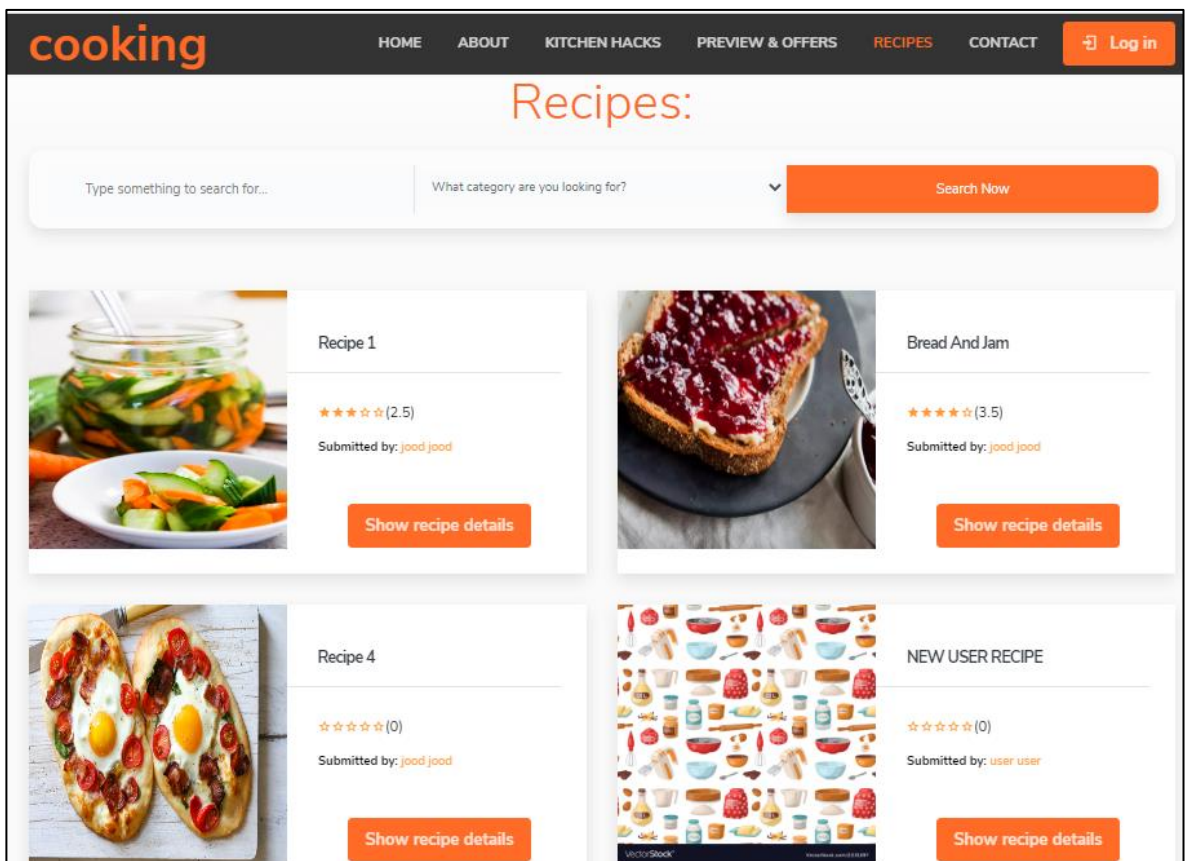 cooking
HOME ABOUT KITCHEN HACKS PREVIEW & OFFERS RECIPES CONTACT Log in
Recipes:
Type something to search for... What category are you looking for? Search Now
Recipe 1
★★★☆☆(2.5)
Submitted by: jood jood
Show recipe details
Bread And Jam
★★★★☆(3.5)
Submitted by: jood jood
Show recipe details
Recipe 4
☆☆☆☆☆(0)
Submitted by: jood jood
Show recipe details
NEW USER RECIPE
☆☆☆☆☆(0)
Submitted by: user user
Show recipe details
VectorStock